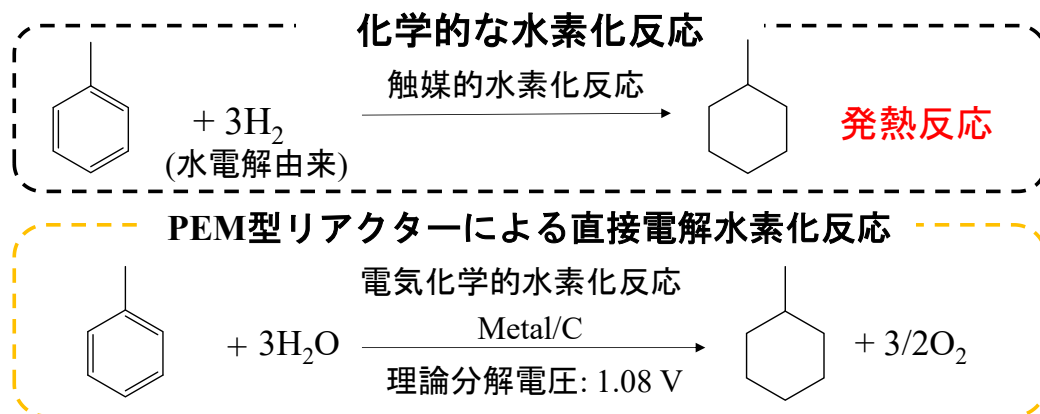 化学的な水素化反応
触媒的水素化反応
+ 3H₂
(水電解由来)
発熱反応
PEM型リアクターによる直接電解水素化反応
電気化学的水素化反応
+ 3H₂O
Metal/C
+ 3/2O₂
理論分解電圧: 1.08 V